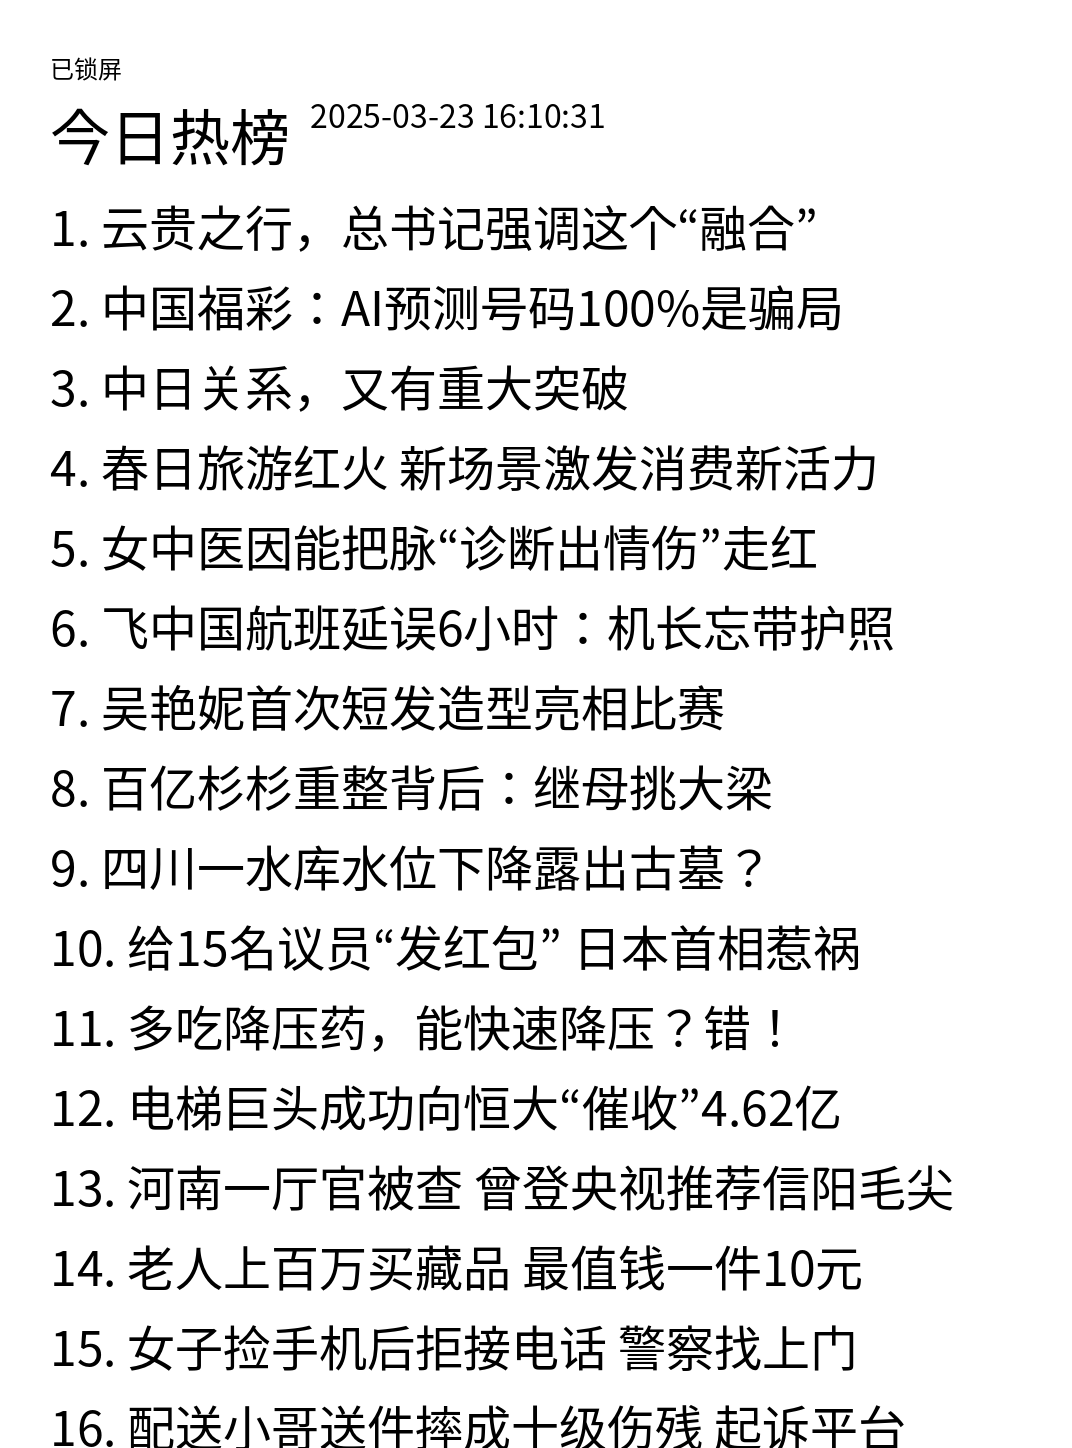 已锁屏
今日热榜 2025-03-23 16:10:31
1. 云贵之行，总书记强调这个“融合”
2. 中国福彩：AI预测号码100%是骗局
3. 中日关系，又有重大突破
4. 春日旅游红火 新场景激发消费新活力
5. 女中医因能把脉“诊断出情伤”走红
6. 飞中国航班延误6小时：机长忘带护照
7. 吴艳妮首次短发造型亮相比赛
8. 百亿杉杉重整背后：继母挑大梁
9. 四川一水库水位下降露出古墓？
10. 给15名议员“发红包” 日本首相惹祸
11. 多吃降压药，能快速降压？错！
12. 电梯巨头成功向恒大“催收”4.62亿
13. 河南一厅官被查 曾登央视推荐信阳毛尖
14. 老人上百万买藏品 最值钱一件10元
15. 女子捡手机后拒接电话 警察找上门
16. 配送小哥送件摔成十级伤残 起诉平台